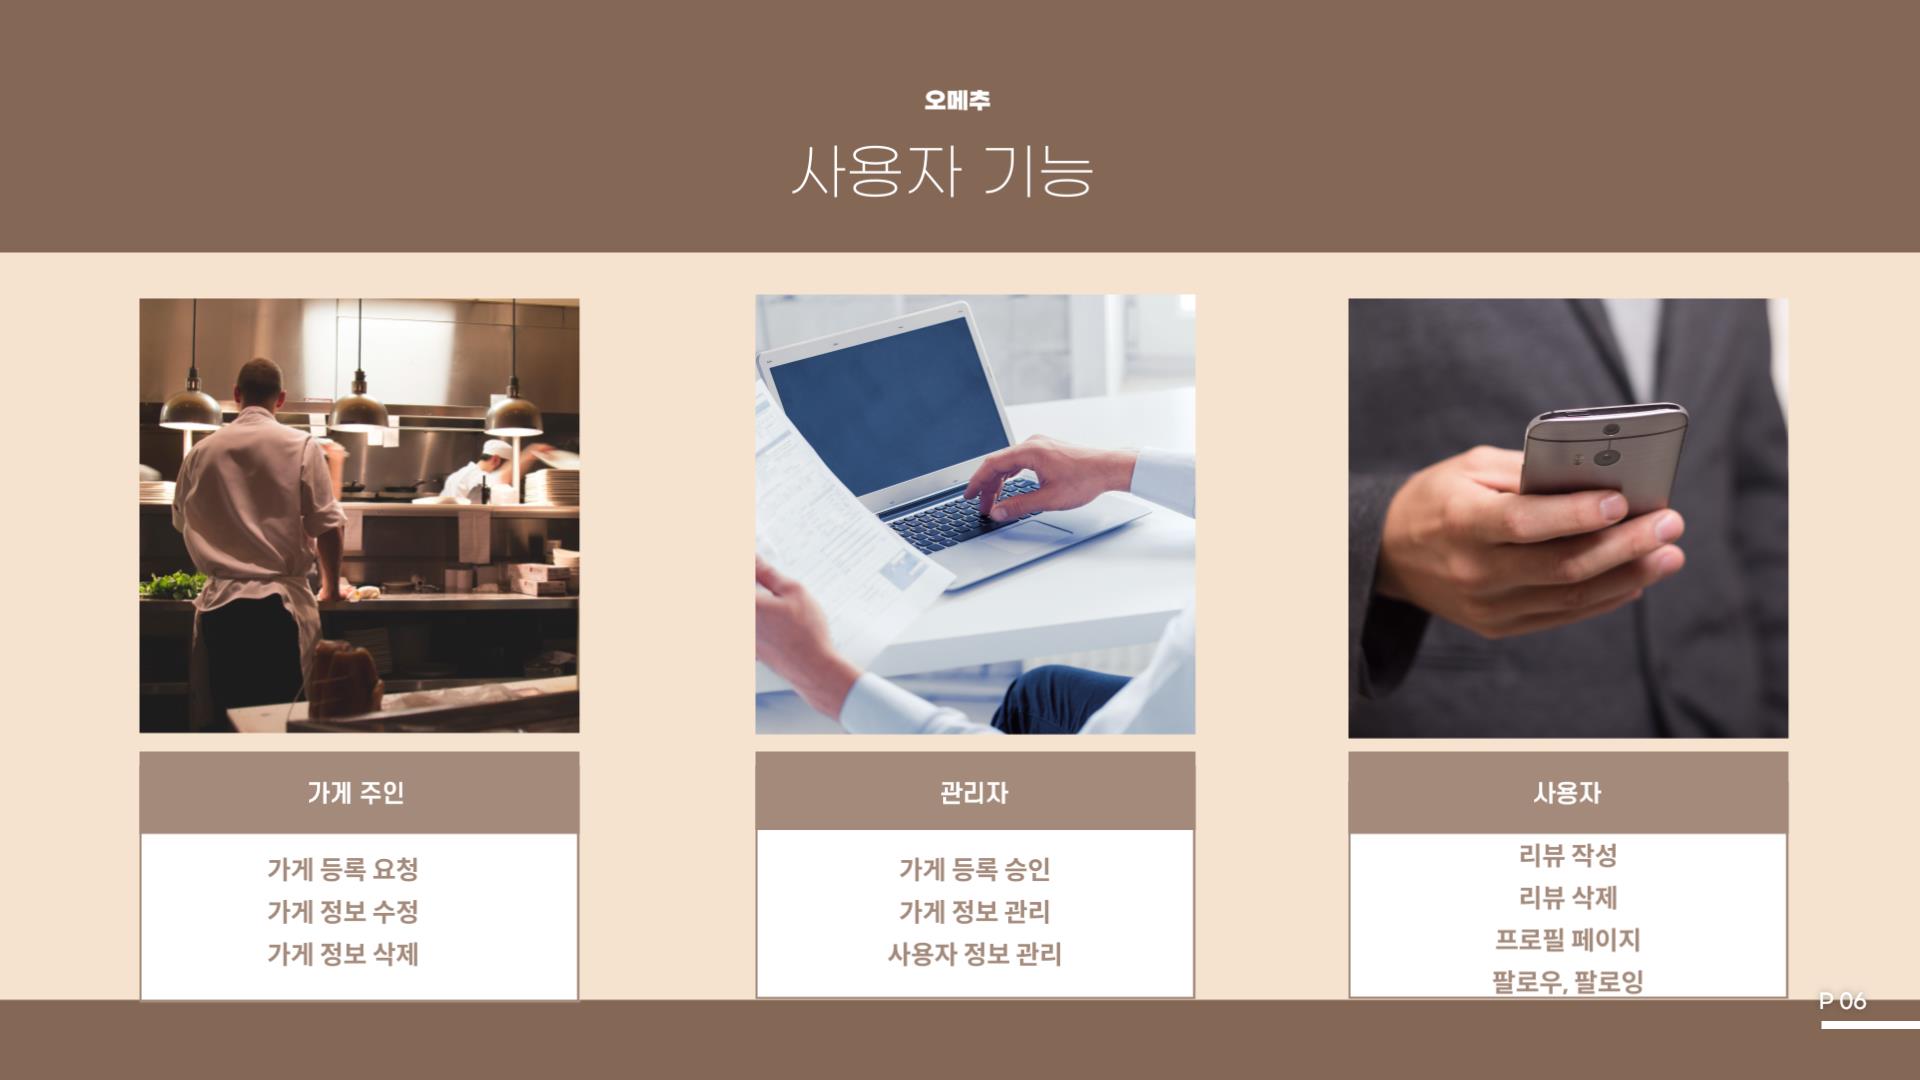 오메추
사용자 기능
가게 주인
가게 등록 요청
가게 정보 수정
가게 정보 삭제
관리자
가게 등록 승인
가게 정보 관리
사용자 정보 관리
사용자
리뷰 작성
리뷰 삭제
프로필 페이지
팔로우, 팔로잉
P 06